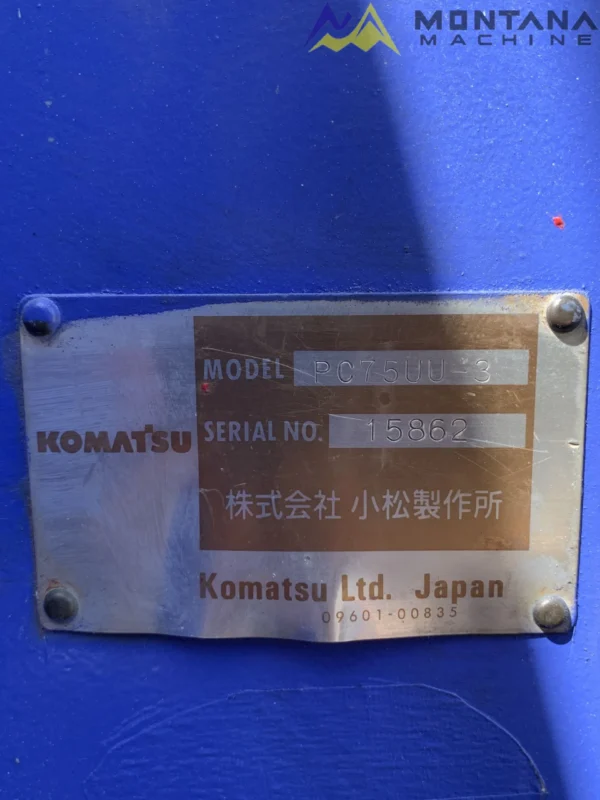 MONTANA
MACHINE
MODEL PC75UU-3
KOMATSU
SERIAL NO. 15862
株式会社 小松製作所
Komatsu Ltd. Japan
09601-00835